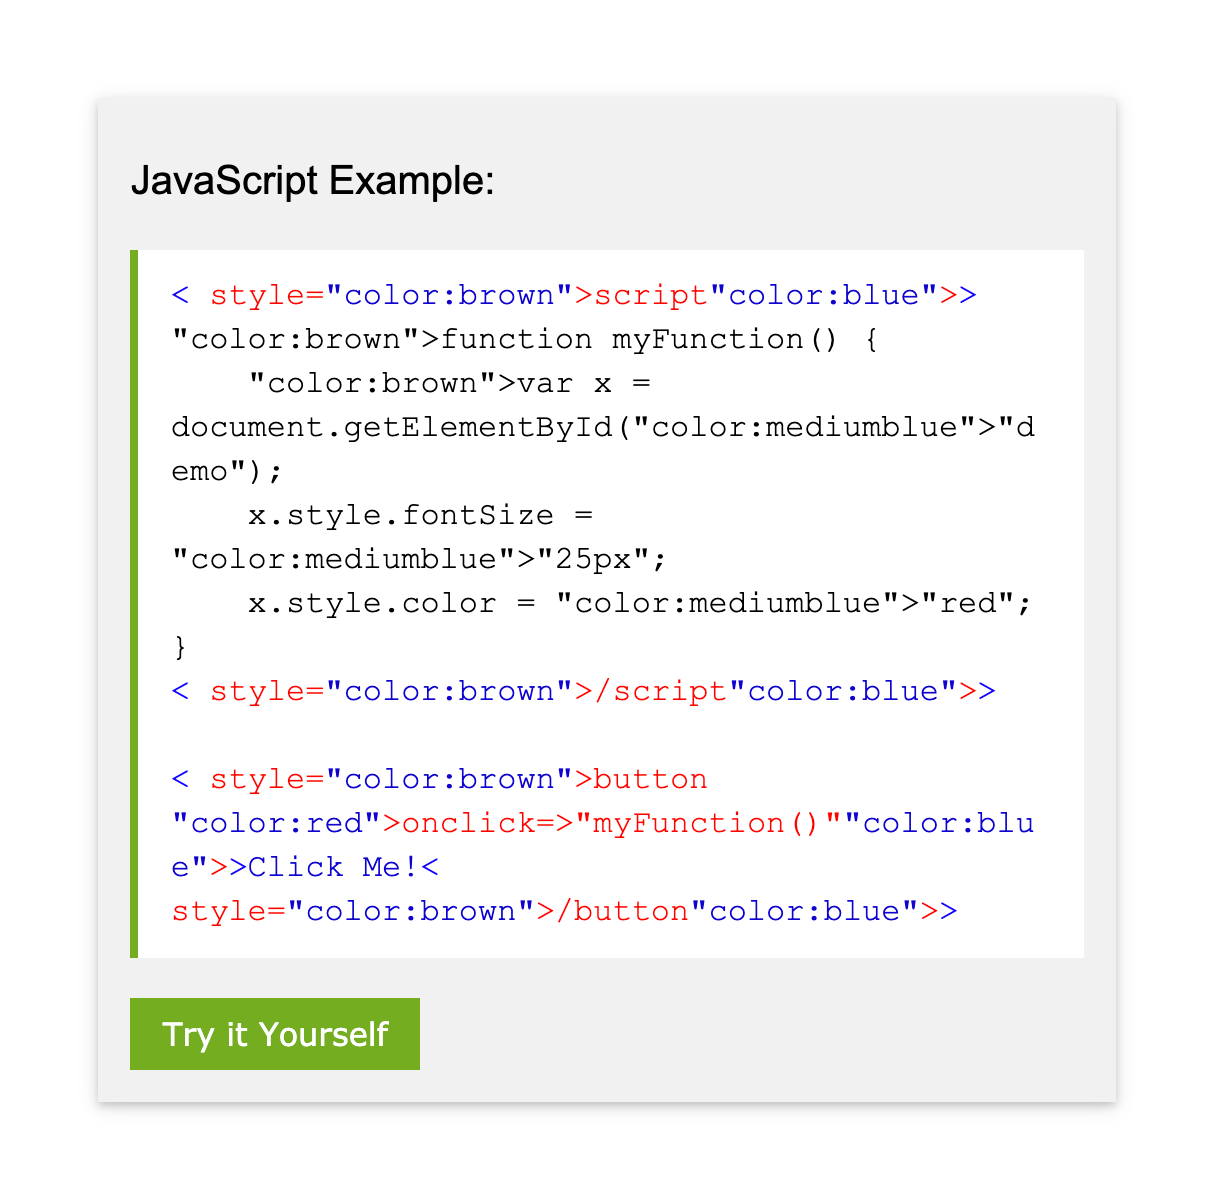 JavaScript Example:
< style="color:brown">script"color:blue">>
"color:brown">function myFunction() {
    "color:brown">var x =
document.getElementById("color:mediumblue">"d
emo");
    x.style.fontSize =
"color:mediumblue">"25px";
    x.style.color = "color:mediumblue">"red";
}
< style="color:brown">/script"color:blue">>
< style="color:brown">button
"color:red">onclick=>"myFunction()""color:blu
e">>Click Me!<
style="color:brown">/button"color:blue">>
Try it Yourself